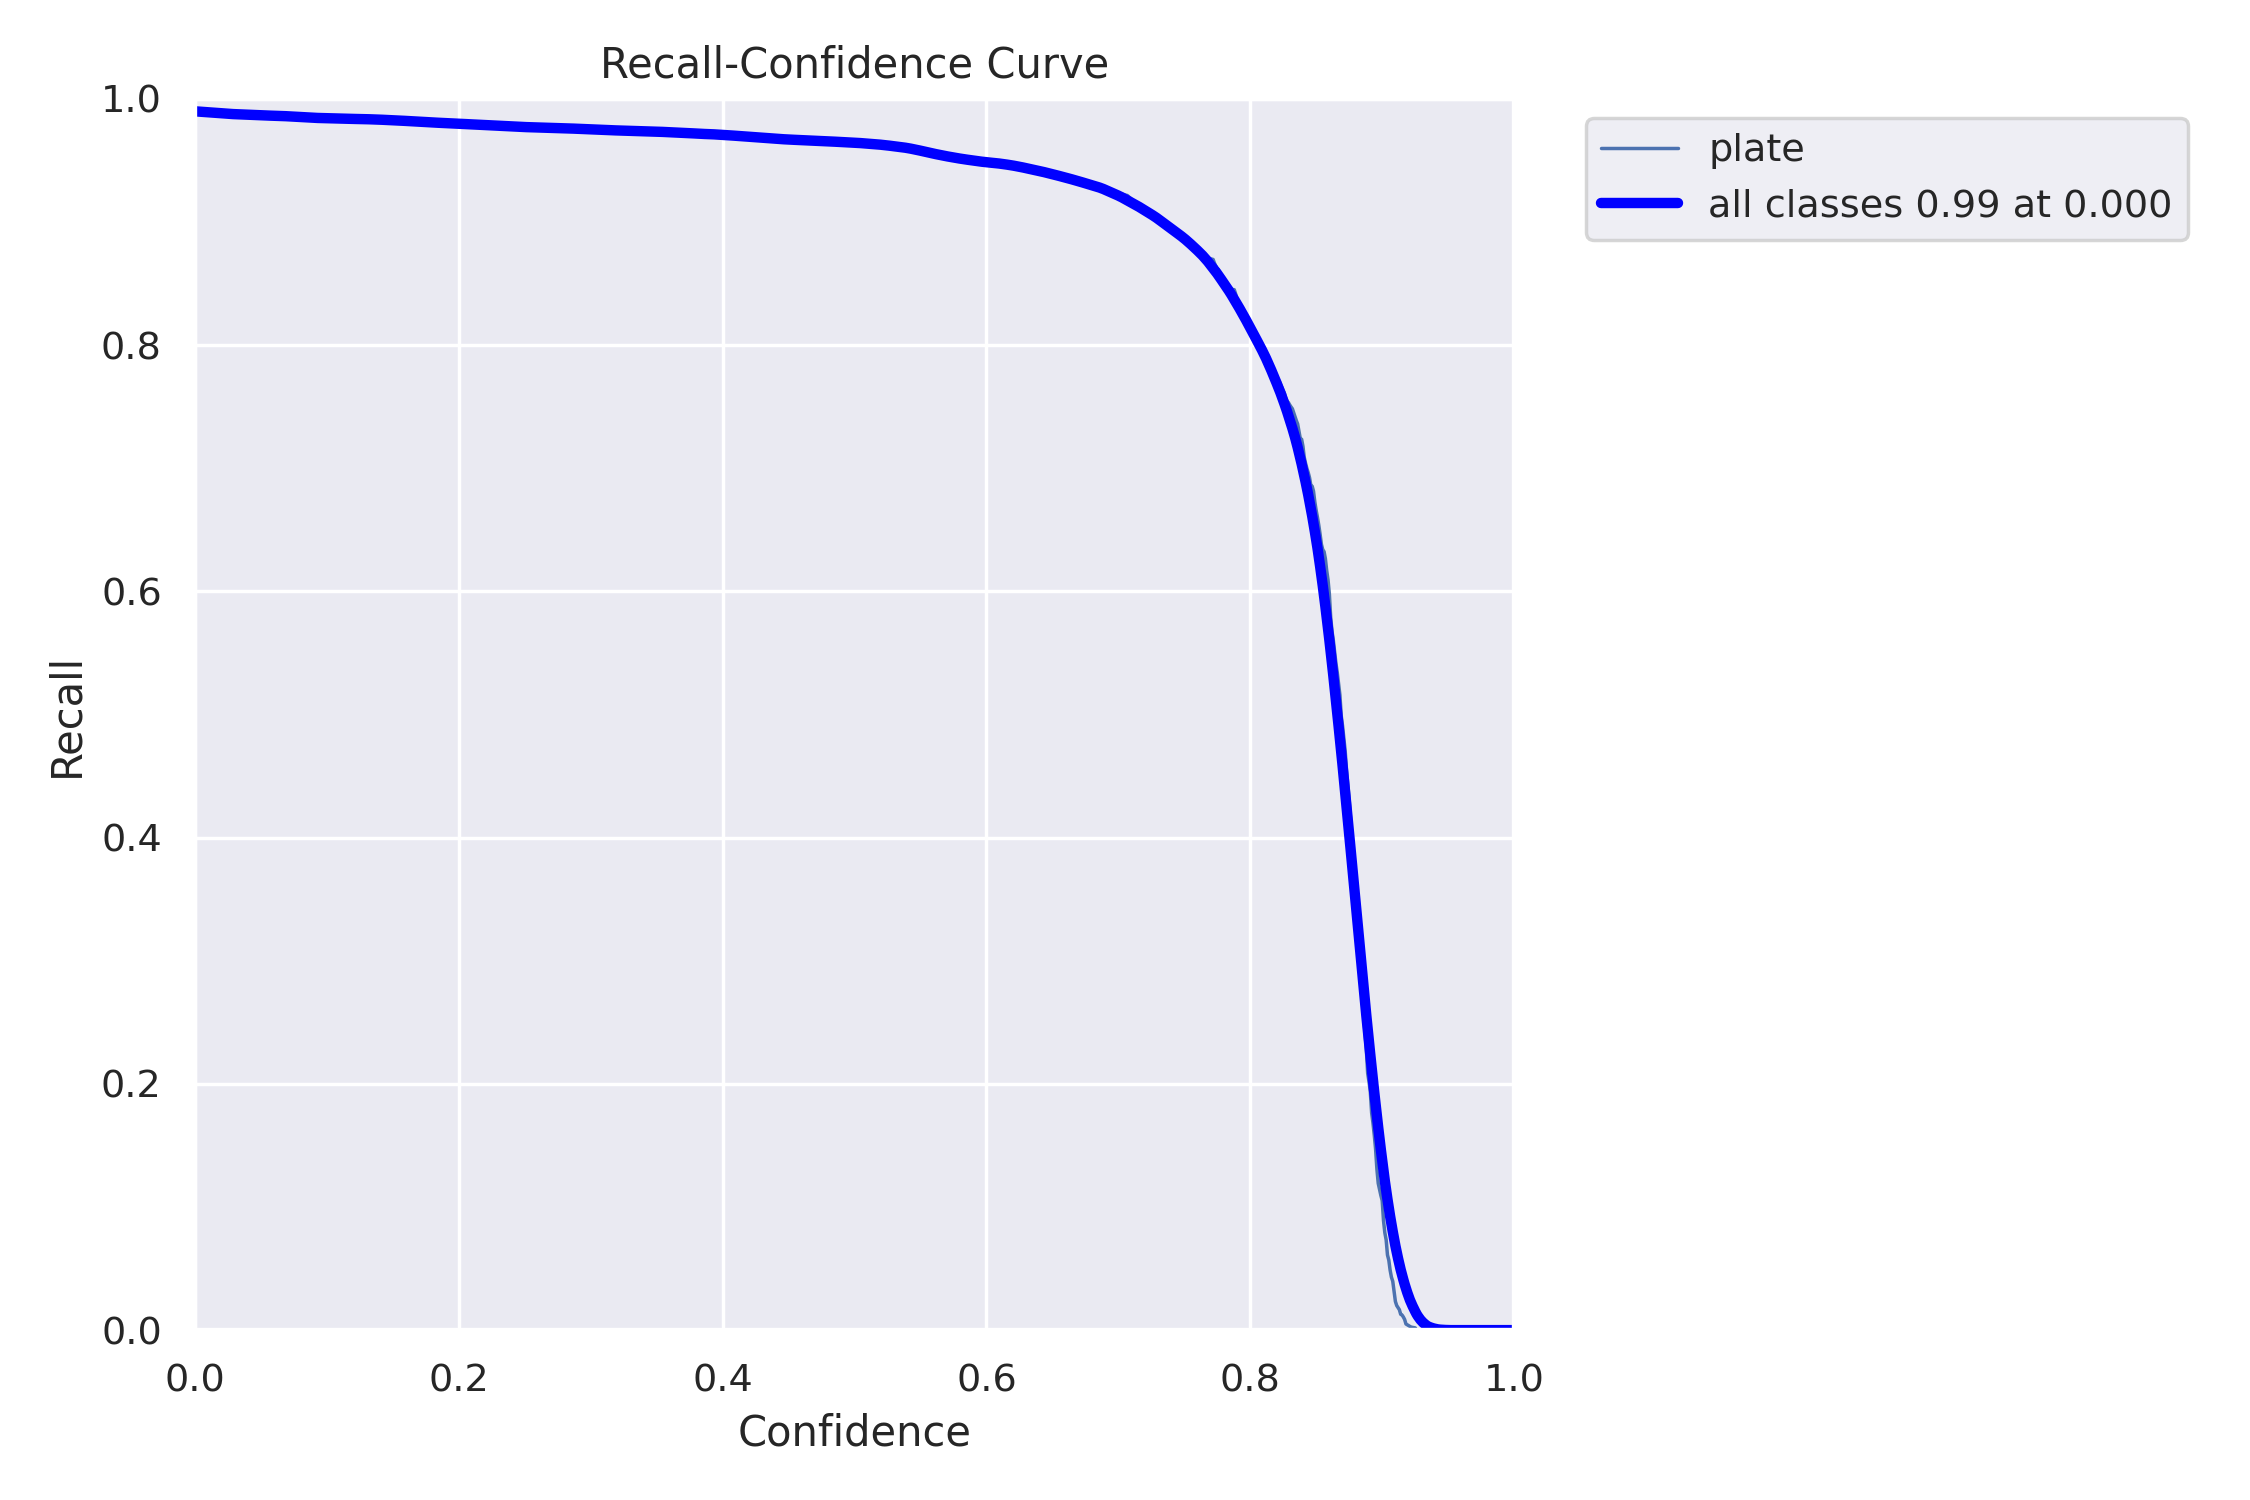 Recall-Confidence Curve
1.0
0.8
0.6
0.4
0.2
0.0
Recall
0.0 0.2 0.4 0.6 0.8 1.0
Confidence
plate
all classes 0.99 at 0.000